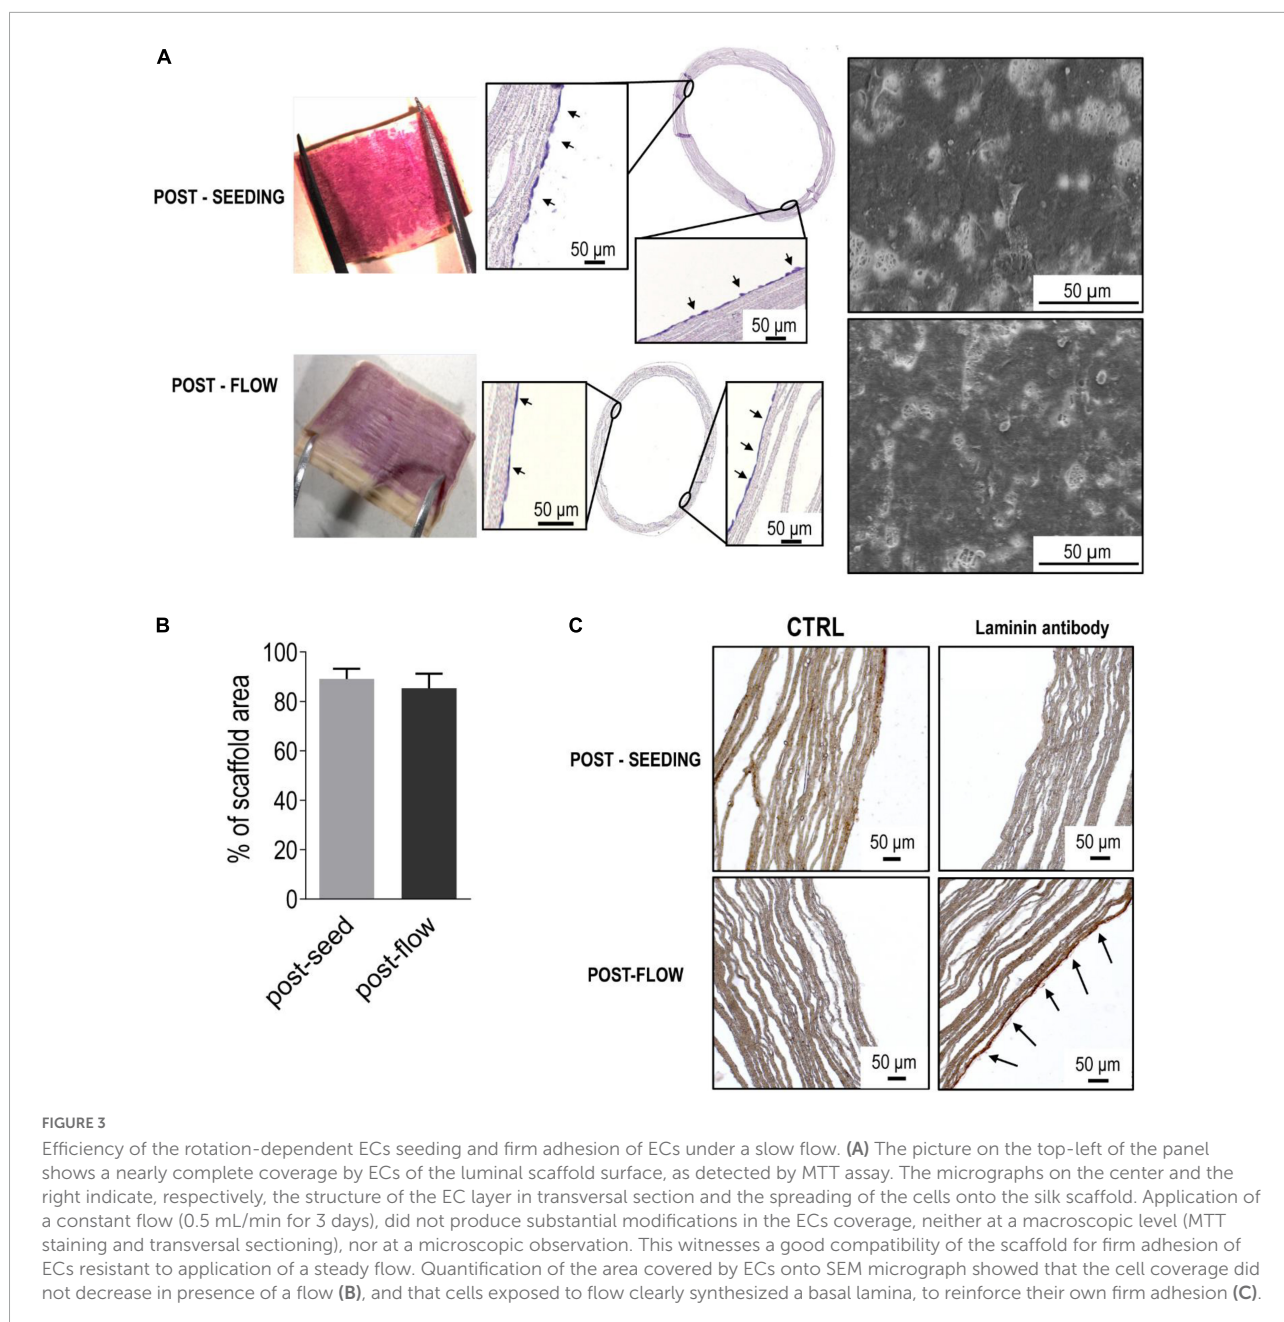 A
POST - SEEDING
50 µm
50 µm
50 µm
POST - FLOW
50 µm
50 µm
50 µm
B
% of scaffold area
100
80
60
40
20
0
post-seed
post-flow
C
CTRL
Laminin antibody
POST - SEEDING
50 µm
50 µm
POST-FLOW
50 µm
50 µm
FIGURE 3
Efficiency of the rotation-dependent ECs seeding and firm adhesion of ECs under a slow flow. (A) The picture on the top-left of the panel
shows a nearly complete coverage by ECs of the luminal scaffold surface, as detected by MTT assay. The micrographs on the center and the
right indicate, respectively, the structure of the EC layer in transversal section and the spreading of the cells onto the silk scaffold. Application of
a constant flow (0.5 mL/min for 3 days), did not produce substantial modifications in the ECs coverage, neither at a macroscopic level (MTT
staining and transversal sectioning), nor at a microscopic observation. This witnesses a good compatibility of the scaffold for firm adhesion of
ECs resistant to application of a steady flow. Quantification of the area covered by ECs onto SEM micrograph showed that the cell coverage did
not decrease in presence of a flow (B), and that cells exposed to flow clearly synthesized a basal lamina, to reinforce their own firm adhesion (C).